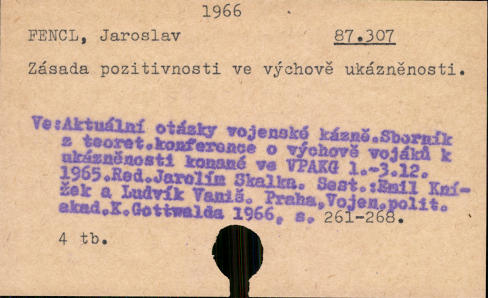 1966
FENCL, Jaroslav 87.307
Zásada pozitivnosti ve výchově ukázněnosti.
Ve:Aktuální otázky vojenské kázně.Sborník
z teoret.konference o výchově vojáků k
ukázněnosti konané ve VPAKG 1.-3.12.
1965.Red.Jarolím Skalka. Sest.:Emil Kní-
žek a Ludvík Vaniš. Praha,Vojen.polit.
akad.K.Gottwalda 1966, s. 261-268.
4 tb.